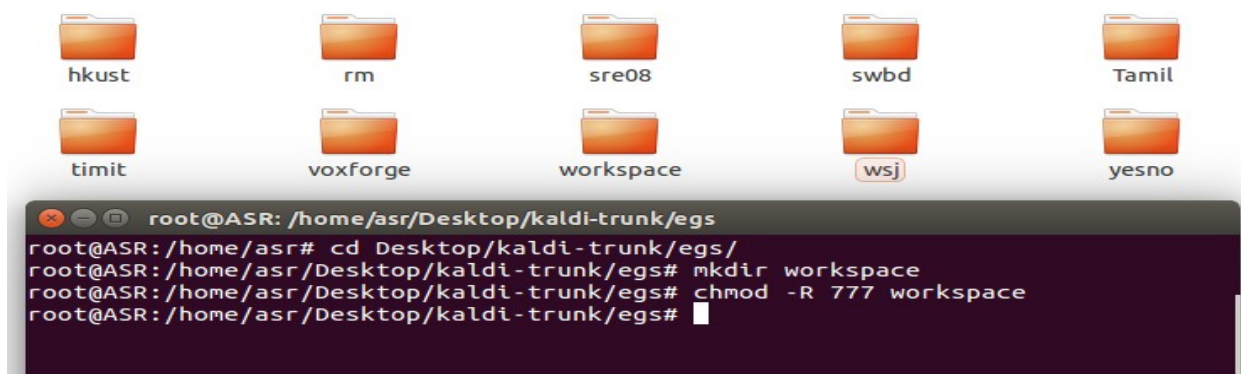 hkust rm sre08 swbd Tamil
timit voxforge workspace wsj yesno
root@ASR: /home/asr/Desktop/kaldi-trunk/egs
root@ASR:/home/asr# cd Desktop/kaldi-trunk/egs/
root@ASR:/home/asr/Desktop/kaldi-trunk/egs# mkdir workspace
root@ASR:/home/asr/Desktop/kaldi-trunk/egs# chmod -R 777 workspace
root@ASR:/home/asr/Desktop/kaldi-trunk/egs#